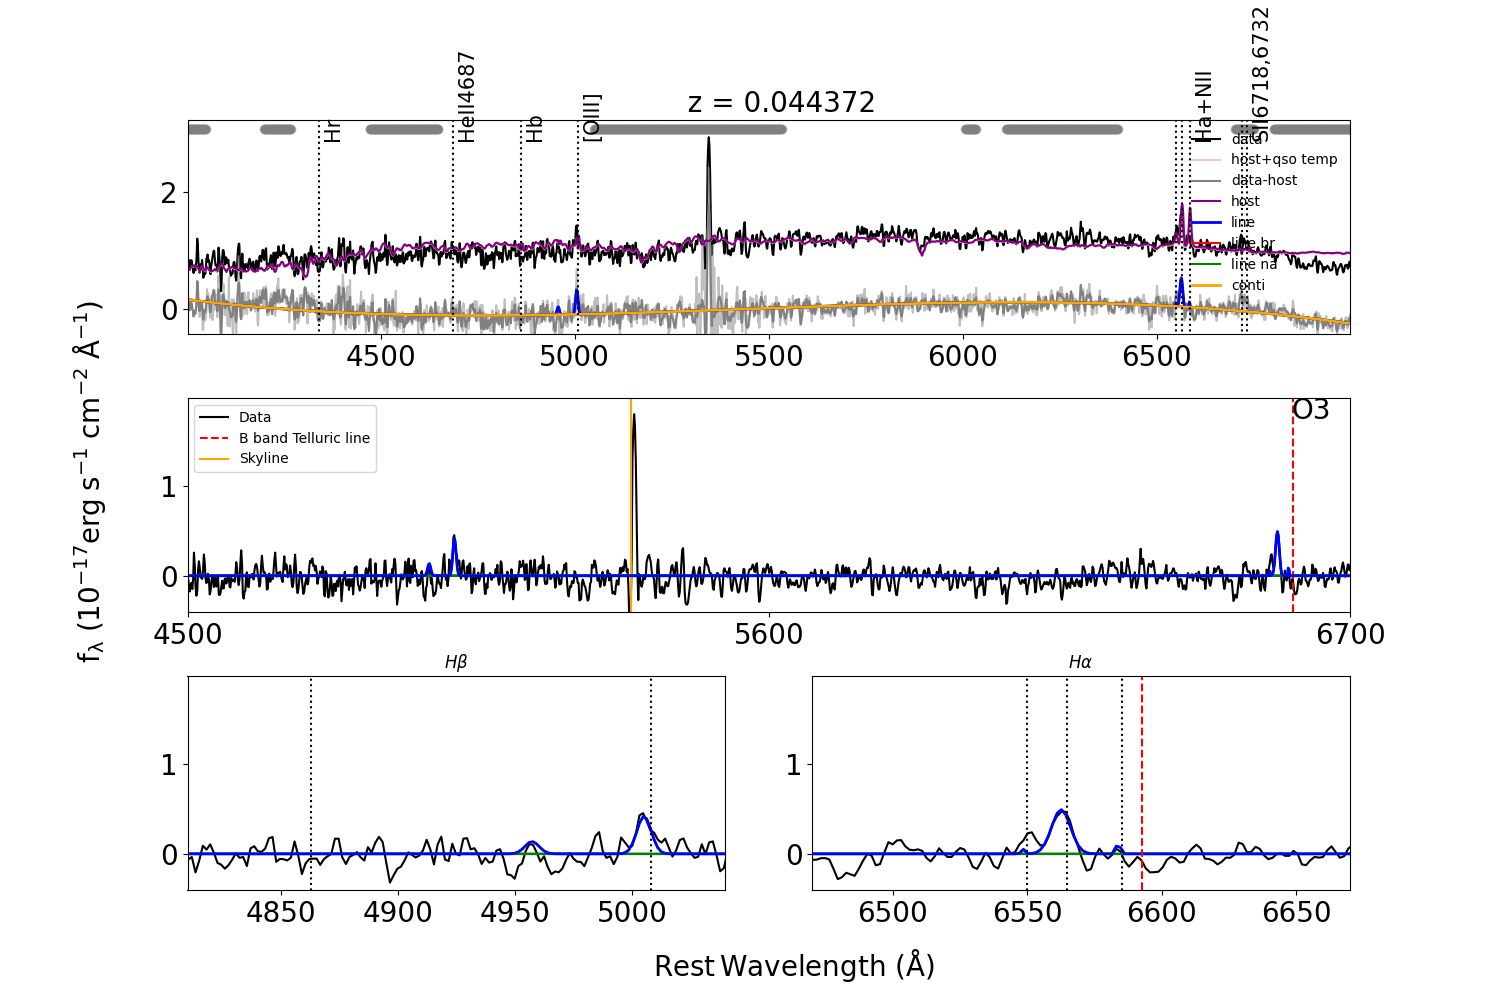 z = 0.044372
Hr
HeII4687
Hb
[OIII]
Ha+NII
SII6718,6732
data
host+qso temp
data-host
host
line
line br
line na
conti
2
0
4500
5000
5500
6000
6500
f_λ (10⁻¹⁷erg s⁻¹ cm⁻² Å⁻¹)
Data
B band Telluric line
Skyline
O3
1
0
4500
5600
6700
Hβ
1
0
4850
4900
4950
5000
Hα
1
0
6500
6550
6600
6650
Rest Wavelength (Å)